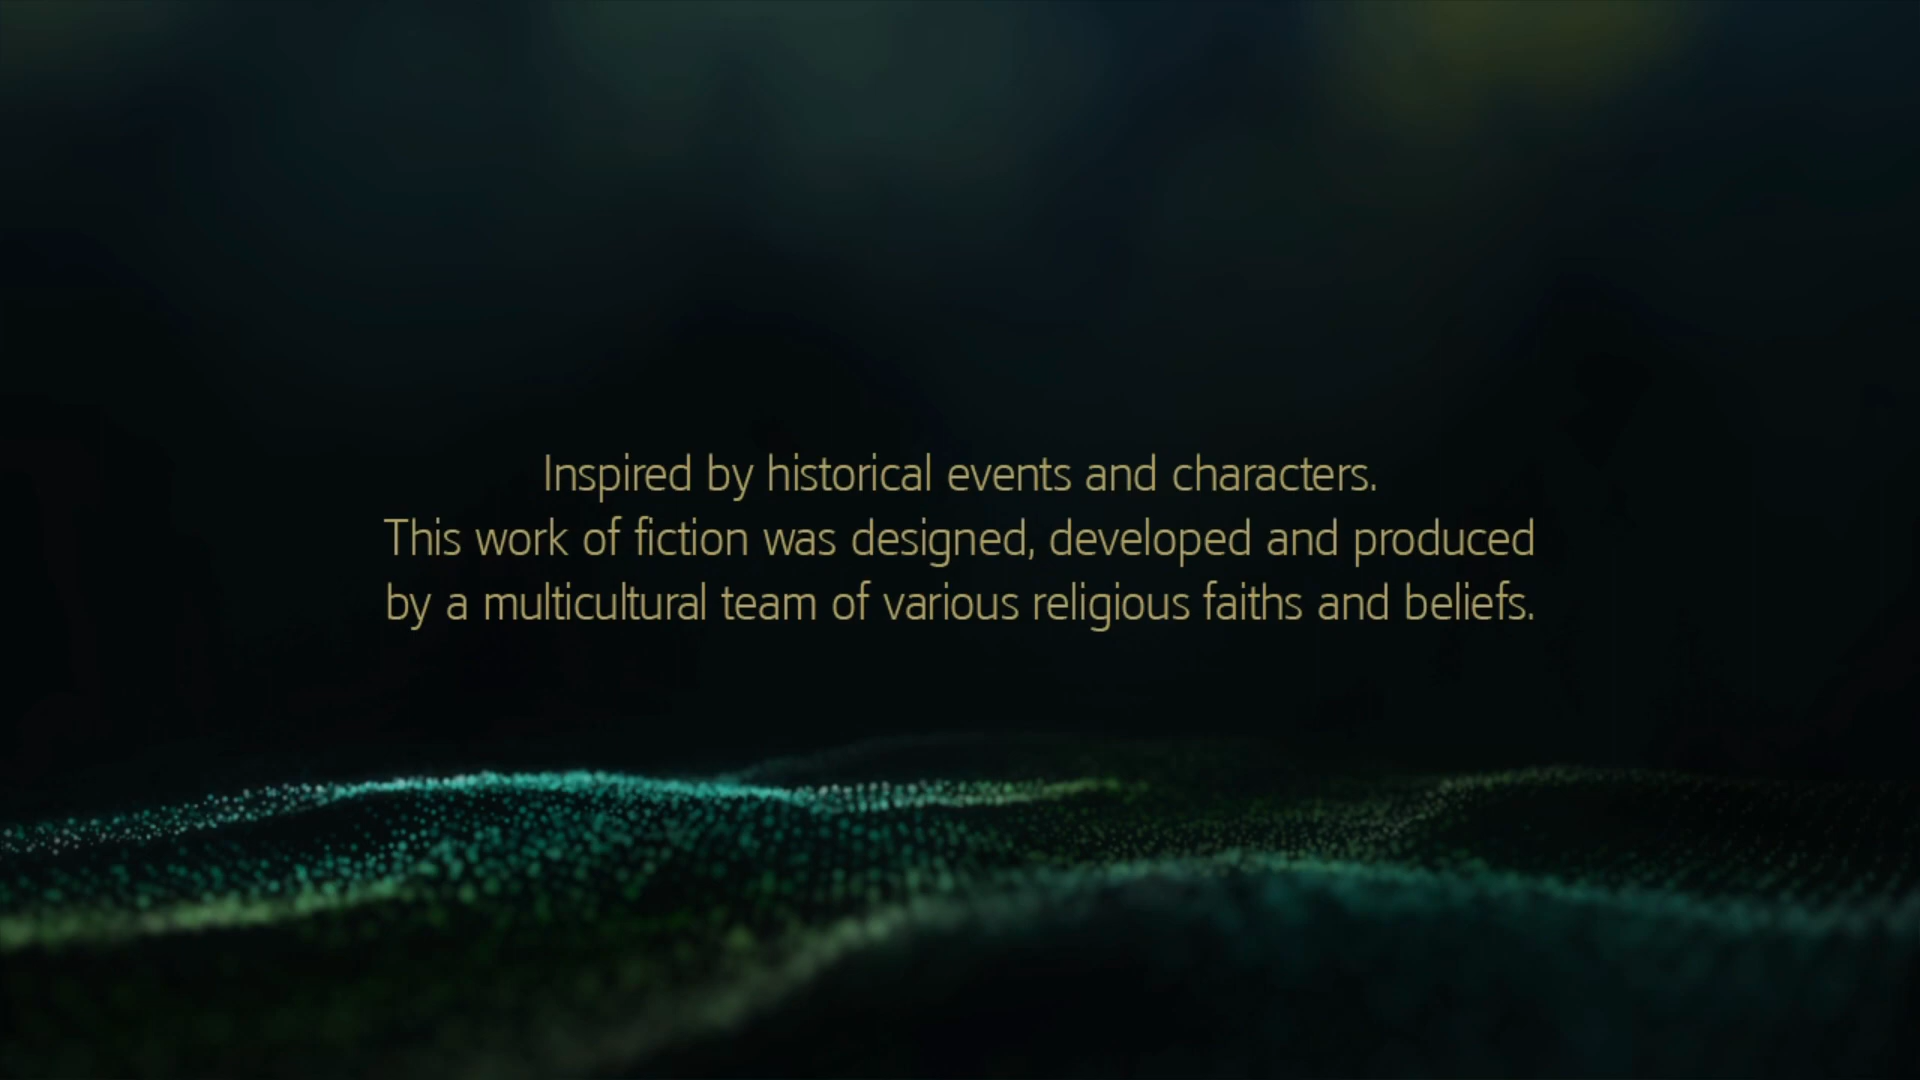 Inspired by historical events and characters.
This work of fiction was designed, developed and produced
by a multicultural team of various religious faiths and beliefs.